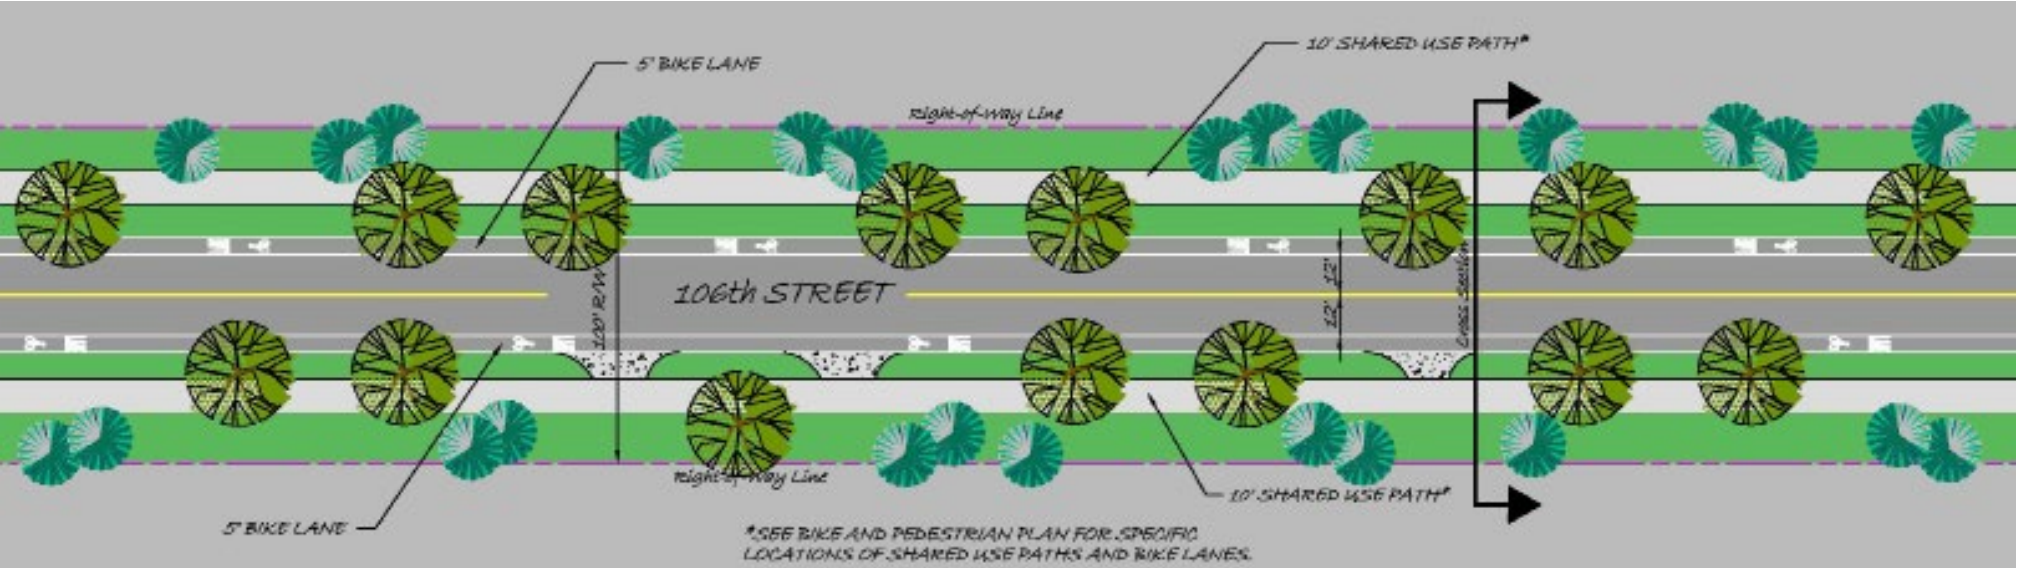 10' SHARED USE PATH*
5' BIKE LANE
Right-of-Way Line
106th STREET
100' R/W
12'
12'
Cross Section
Right-of-Way Line
10' SHARED USE PATH*
5' BIKE LANE
*SEE BIKE AND PEDESTRIAN PLAN FOR SPECIFIC
LOCATIONS OF SHARED USE PATHS AND BIKE LANES.